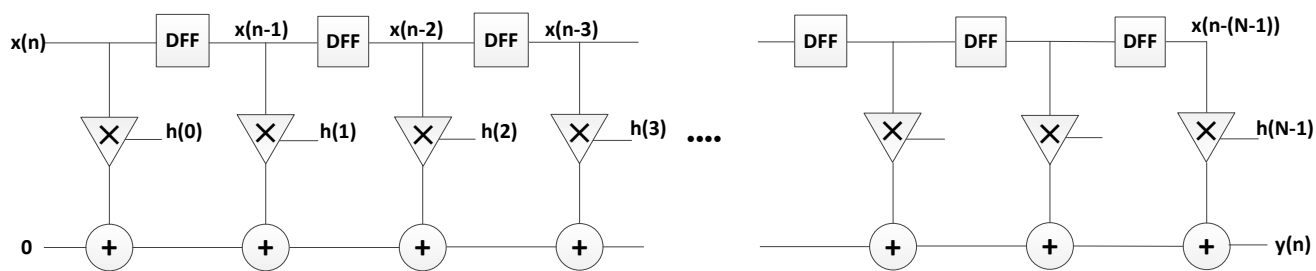 x(n) DFF x(n-1) DFF x(n-2) DFF x(n-3) DFF DFF DFF x(n-(N-1))
× h(0) × h(1) × h(2) × h(3) .... × × × h(N-1)
0 + + + + + + + y(n)